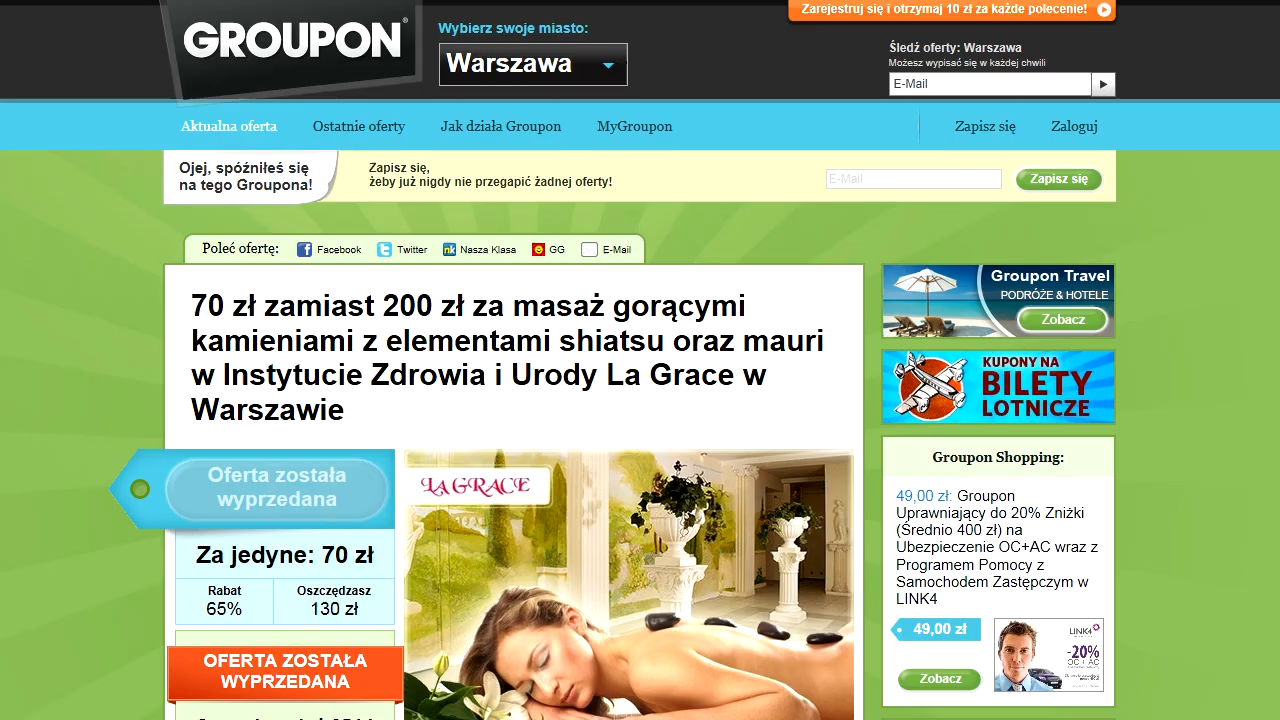 Zarejestruj się i otrzymaj 10 zł za każde polecenie!
GROUPON®
Wybierz swoje miasto:
Warszawa
Śledź oferty: Warszawa
Możesz wypisać się w każdej chwili
E-Mail
Aktualna oferta
Ostatnie oferty
Jak działa Groupon
MyGroupon
Zapisz się
Zaloguj
Ojej, spóźniłeś się
na tego Groupona!
Zapisz się,
żeby już nigdy nie przegapić żadnej oferty!
E-Mail
Zapisz się
Poleć ofertę:
Facebook
Twitter
nk Nasza Klasa
GG
E-Mail
70 zł zamiast 200 zł za masaż gorącymi
kamieniami z elementami shiatsu oraz mauri
w Instytucie Zdrowia i Urody La Grace w
Warszawie
Oferta została
wyprzedana
Za jedyne: 70 zł
Rabat
65%
Oszczędzasz
130 zł
OFERTA ZOSTAŁA
WYPRZEDANA
LA GRACE
Groupon Travel
PODRÓŻE & HOTELE
Zobacz
KUPONY NA
BILETY
LOTNICZE
Groupon Shopping:
49,00 zł: Groupon
Uprawniający do 20% Zniżki
(Średnio 400 zł) na
Ubezpieczenie OC+AC wraz z
Programem Pomocy z
Samochodem Zastępczym w
LINK4
49,00 zł
Zobacz
LINK4
-20%
OC + AC